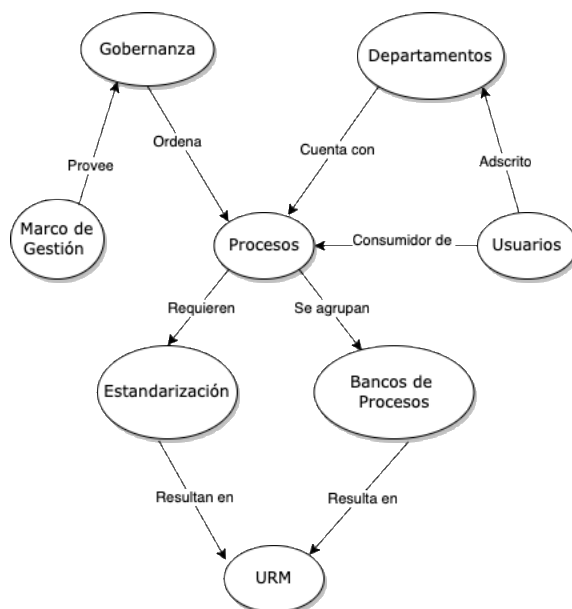 Gobernanza
Departamentos
Ordena
Cuenta con
Provee
Adscrito
Marco de
Gestión
Procesos
Consumidor de
Usuarios
Requieren
Se agrupan
Estandarización
Bancos de
Procesos
Resultan en
Resulta en
URM